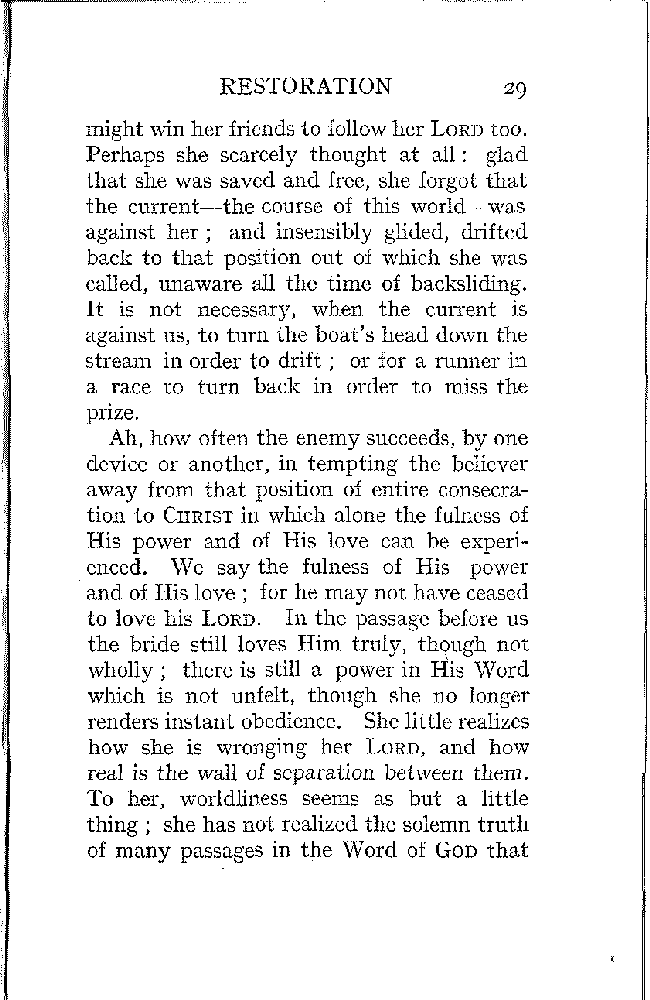 RESTORATION 29
might win her friends to follow her LORD too.
Perhaps she scarcely thought at all : glad
that she was saved and free, she forgot that
the current—the course of this world—was
against her ; and insensibly glided, drifted
back to that position out of which she was
called, unaware all the time of backsliding.
It is not necessary, when the current is
against us, to turn the boat's head down the
stream in order to drift ; or for a runner in
a race to turn back in order to miss the
prize.
Ah, how often the enemy succeeds, by one
device or another, in tempting the believer
away from that position of entire consecra-
tion to CHRIST in which alone the fulness of
His power and of His love can be experi-
enced. We say the fulness of His power
and of His love ; for he may not have ceased
to love his LORD. In the passage before us
the bride still loves Him truly, though not
wholly ; there is still a power in His Word
which is not unfelt, though she no longer
renders instant obedience. She little realizes
how she is wronging her LORD, and how
real is the wall of separation between them.
To her, worldliness seems as but a little
thing ; she has not realized the solemn truth
of many passages in the Word of GOD that